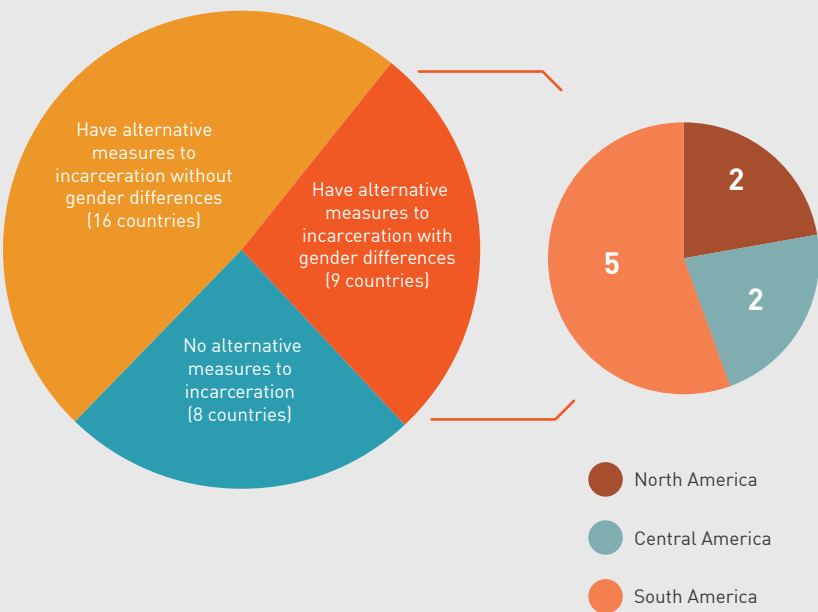 Have alternative
measures to
incarceration without
gender differences
(16 countries)
Have alternative
measures to
incarceration with
gender differences
(9 countries)
No alternative
measures to
incarceration
(8 countries)
2
5
2
North America
Central America
South America